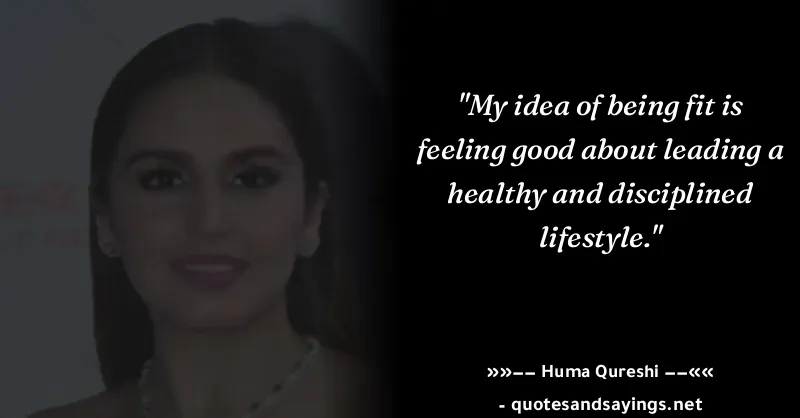 "My idea of being fit is
feeling good about leading a
healthy and disciplined
lifestyle."
»»−− Huma Qureshi −−««
- quotesandsayings.net